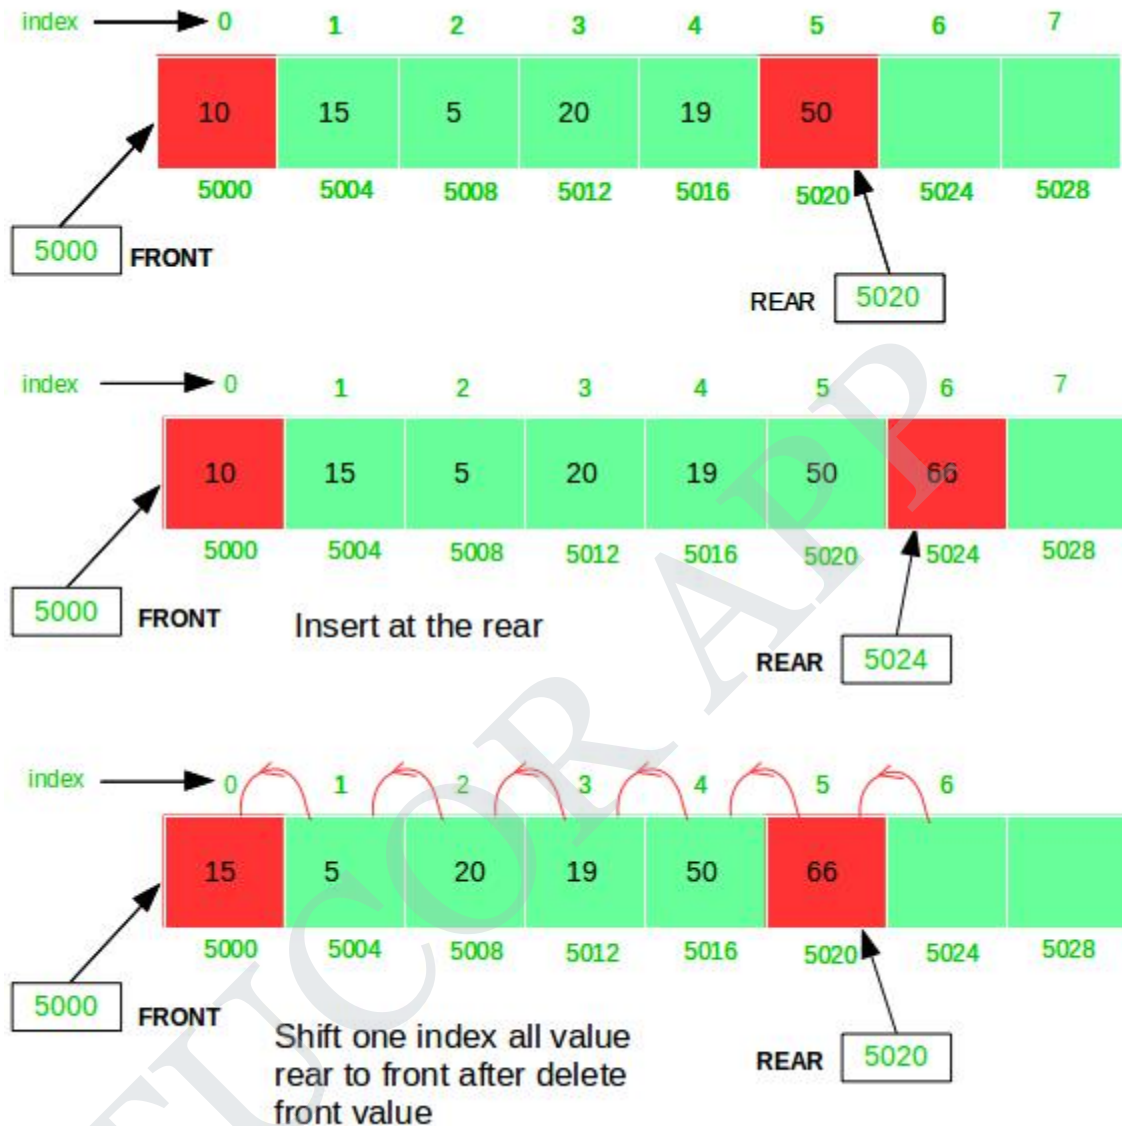 index 0 1 2 3 4 5 6 7
10 15 5 20 19 50
5000 5004 5008 5012 5016 5020 5024 5028
5000 FRONT
REAR 5020
index 0 1 2 3 4 5 6 7
10 15 5 20 19 50 66
5000 5004 5008 5012 5016 5020 5024 5028
5000 FRONT
Insert at the rear
REAR 5024
index 0 1 2 3 4 5 6
15 5 20 19 50 66
5000 5004 5008 5012 5016 5020 5024 5028
5000 FRONT
Shift one index all value
rear to front after delete
front value
REAR 5020
TUCOR APP